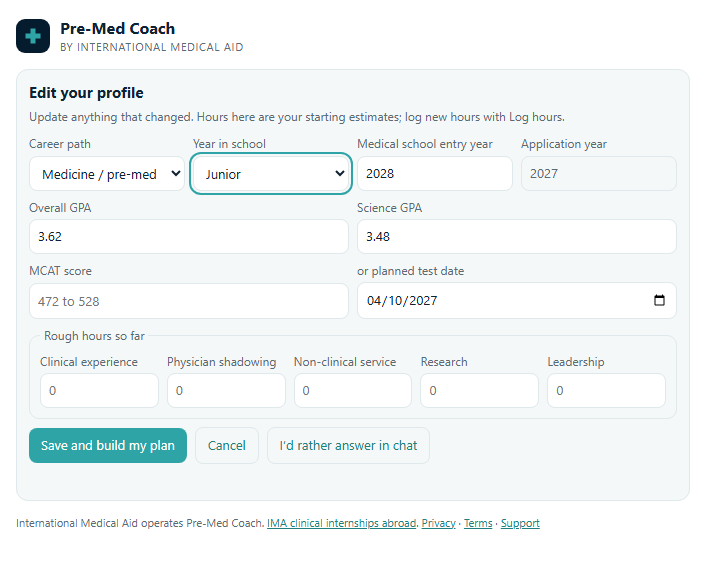 Pre-Med Coach
BY INTERNATIONAL MEDICAL AID
Edit your profile
Update anything that changed. Hours here are your starting estimates; log new hours with Log hours.
Career path Year in school Medical school entry year Application year
Medicine / pre-med Junior 2028 2027
Overall GPA Science GPA
3.62 3.48
MCAT score or planned test date
472 to 528 04/10/2027
Rough hours so far
Clinical experience Physician shadowing Non-clinical service Research Leadership
0 0 0 0 0
Save and build my plan Cancel I'd rather answer in chat
International Medical Aid operates Pre-Med Coach. IMA clinical internships abroad. Privacy · Terms · Support